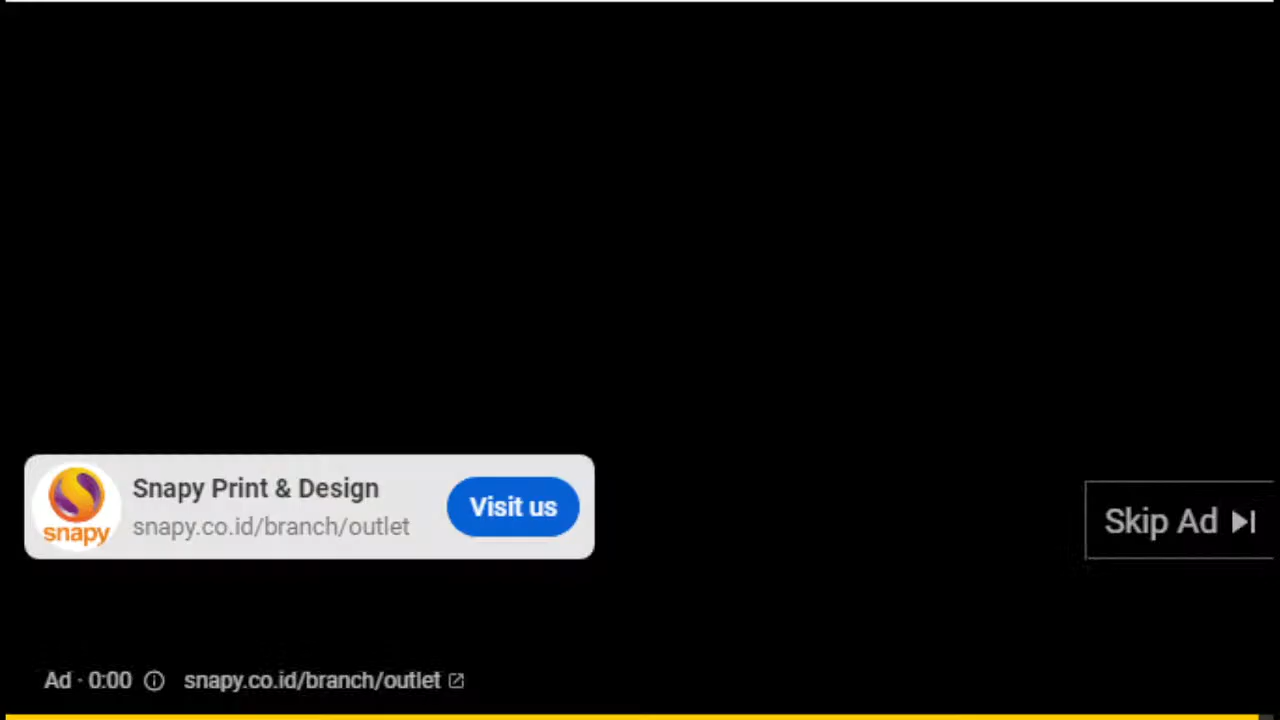 snapy
Snapy Print & Design
snapy.co.id/branch/outlet
Visit us
Skip Ad
Ad · 0:00
snapy.co.id/branch/outlet